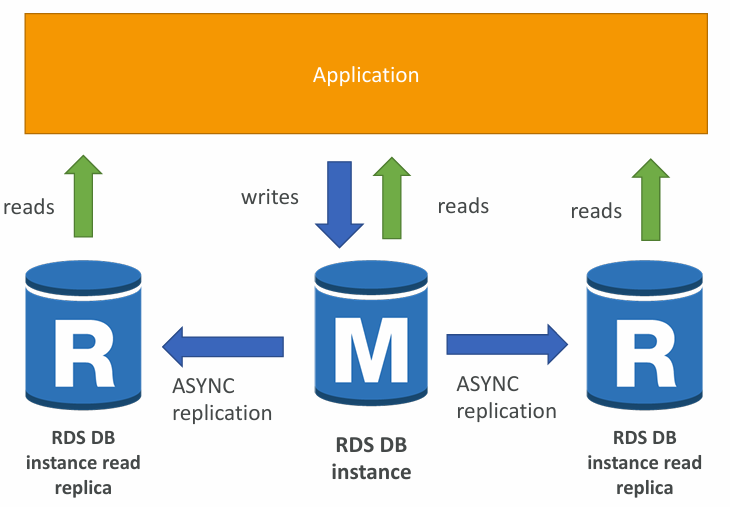 Application
reads
writes
reads
reads
R
M
R
ASYNC
replication
ASYNC
replication
RDS DB
instance read
replica
RDS DB
instance
RDS DB
instance read
replica